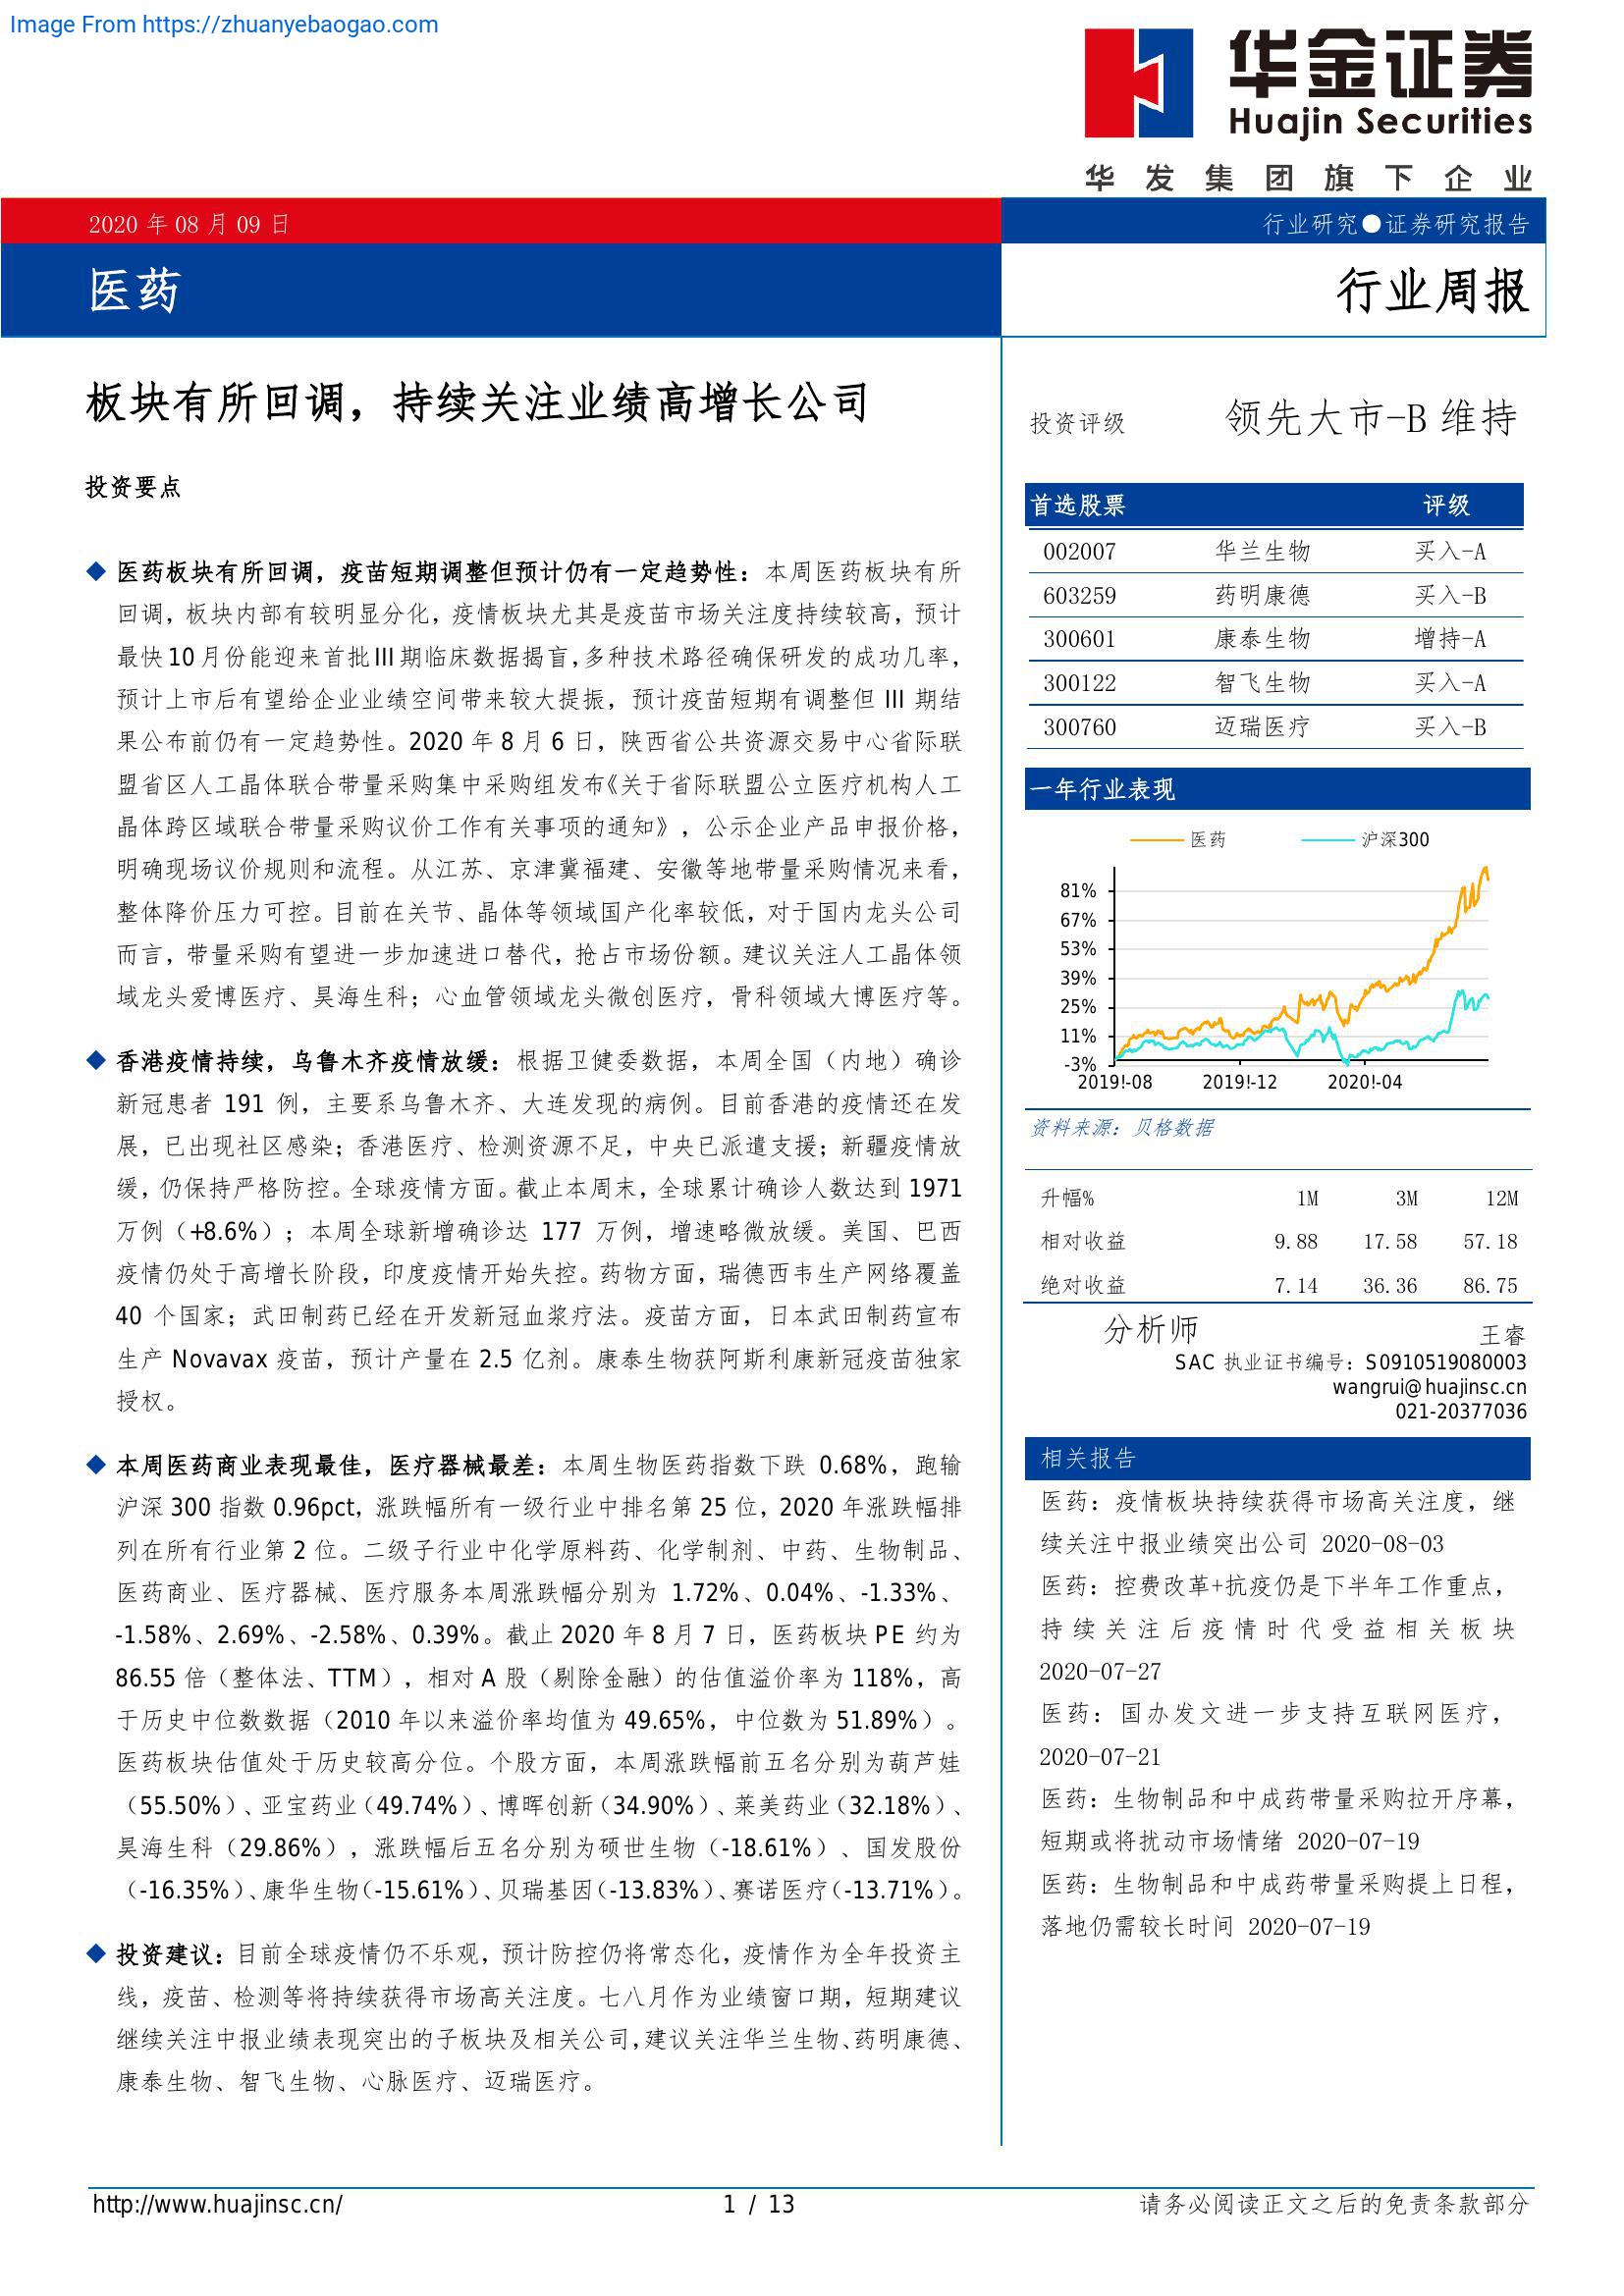 Image From https://zhuanyebaogao.com
华金证券
Huajin Securities
华发集团旗下企业
2020 年 08 月 09 日
行业研究●证券研究报告
医药
行业周报
板块有所回调，持续关注业绩高增长公司
投资要点
◆ 医药板块有所回调，疫苗短期调整但预计仍有一定趋势性：本周医药板块有所
回调，板块内部有较明显分化，疫情板块尤其是疫苗市场关注度持续较高，预计
最快 10 月份能迎来首批 III 期临床数据揭盲，多种技术路径确保研发的成功几率，
预计上市后有望给企业业绩空间带来较大提振，预计疫苗短期有调整但 III 期结
果公布前仍有一定趋势性。2020 年 8 月 6 日，陕西省公共资源交易中心省际联
盟省区人工晶体联合带量采购集中采购组发布《关于省际联盟公立医疗机构人工
晶体跨区域联合带量采购议价工作有关事项的通知》，公示企业产品申报价格，
明确现场议价规则和流程。从江苏、京津冀福建、安徽等地带量采购情况来看，
整体降价压力可控。目前在关节、晶体等领域国产化率较低，对于国内龙头公司
而言，带量采购有望进一步加速进口替代，抢占市场份额。建议关注人工晶体领
域龙头爱博医疗、昊海生科；心血管领域龙头微创医疗，骨科领域大博医疗等。
◆ 香港疫情持续，乌鲁木齐疫情放缓：根据卫健委数据，本周全国（内地）确诊
新冠患者 191 例，主要系乌鲁木齐、大连发现的病例。目前香港的疫情还在发
展，已出现社区感染；香港医疗、检测资源不足，中央已派遣支援；新疆疫情放
缓，仍保持严格防控。全球疫情方面。截止本周末，全球累计确诊人数达到 1971
万例（+8.6%）；本周全球新增确诊达 177 万例，增速略微放缓。美国、巴西
疫情仍处于高增长阶段，印度疫情开始失控。药物方面，瑞德西韦生产网络覆盖
40 个国家；武田制药已经在开发新冠血浆疗法。疫苗方面，日本武田制药宣布
生产 Novavax 疫苗，预计产量在 2.5 亿剂。康泰生物获阿斯利康新冠疫苗独家
授权。
◆ 本周医药商业表现最佳，医疗器械最差：本周生物医药指数下跌 0.68%，跑输
沪深 300 指数 0.96pct，涨跌幅所有一级行业中排名第 25 位，2020 年涨跌幅排
列在所有行业第 2 位。二级子行业中化学原料药、化学制剂、中药、生物制品、
医药商业、医疗器械、医疗服务本周涨跌幅分别为 1.72%、0.04%、-1.33%、
-1.58%、2.69%、-2.58%、0.39%。截止 2020 年 8 月 7 日，医药板块 PE 约为
86.55 倍（整体法、TTM），相对 A 股（剔除金融）的估值溢价率为 118%，高
于历史中位数数据（2010 年以来溢价率均值为 49.65%，中位数为 51.89%）。
医药板块估值处于历史较高分位。个股方面，本周涨跌幅前五名分别为葫芦娃
（55.50%）、亚宝药业（49.74%）、博晖创新（34.90%）、莱美药业（32.18%）、
昊海生科（29.86%），涨跌幅后五名分别为硕世生物（-18.61%）、国发股份
（-16.35%）、康华生物（-15.61%）、贝瑞基因（-13.83%）、赛诺医疗（-13.71%）。
◆ 投资建议：目前全球疫情仍不乐观，预计防控仍将常态化，疫情作为全年投资主
线，疫苗、检测等将持续获得市场高关注度。七八月作为业绩窗口期，短期建议
继续关注中报业绩表现突出的子板块及相关公司，建议关注华兰生物、药明康德、
康泰生物、智飞生物、心脉医疗、迈瑞医疗。
投资评级 领先大市-B 维持
首选股票 评级
002007 华兰生物 买入-A
603259 药明康德 买入-B
300601 康泰生物 增持-A
300122 智飞生物 买入-A
300760 迈瑞医疗 买入-B
一年行业表现
医药 沪深300
81%
67%
53%
39%
25%
11%
-3%
2019!-08 2019!-12 2020!-04
资料来源：贝格数据
升幅% 1M 3M 12M
相对收益 9.88 17.58 57.18
绝对收益 7.14 36.36 86.75
分析师 王睿
SAC 执业证书编号：S0910519080003
wangrui@huajinsc.cn
021-20377036
相关报告
医药：疫情板块持续获得市场高关注度，继
续关注中报业绩突出公司 2020-08-03
医药：控费改革+抗疫仍是下半年工作重点，
持续关注后疫情时代受益相关板块
2020-07-27
医药：国办发文进一步支持互联网医疗，
2020-07-21
医药：生物制品和中成药带量采购拉开序幕，
短期或将扰动市场情绪 2020-07-19
医药：生物制品和中成药带量采购提上日程，
落地仍需较长时间 2020-07-19
http://www.huajinsc.cn/ 1 / 13 请务必阅读正文之后的免责条款部分